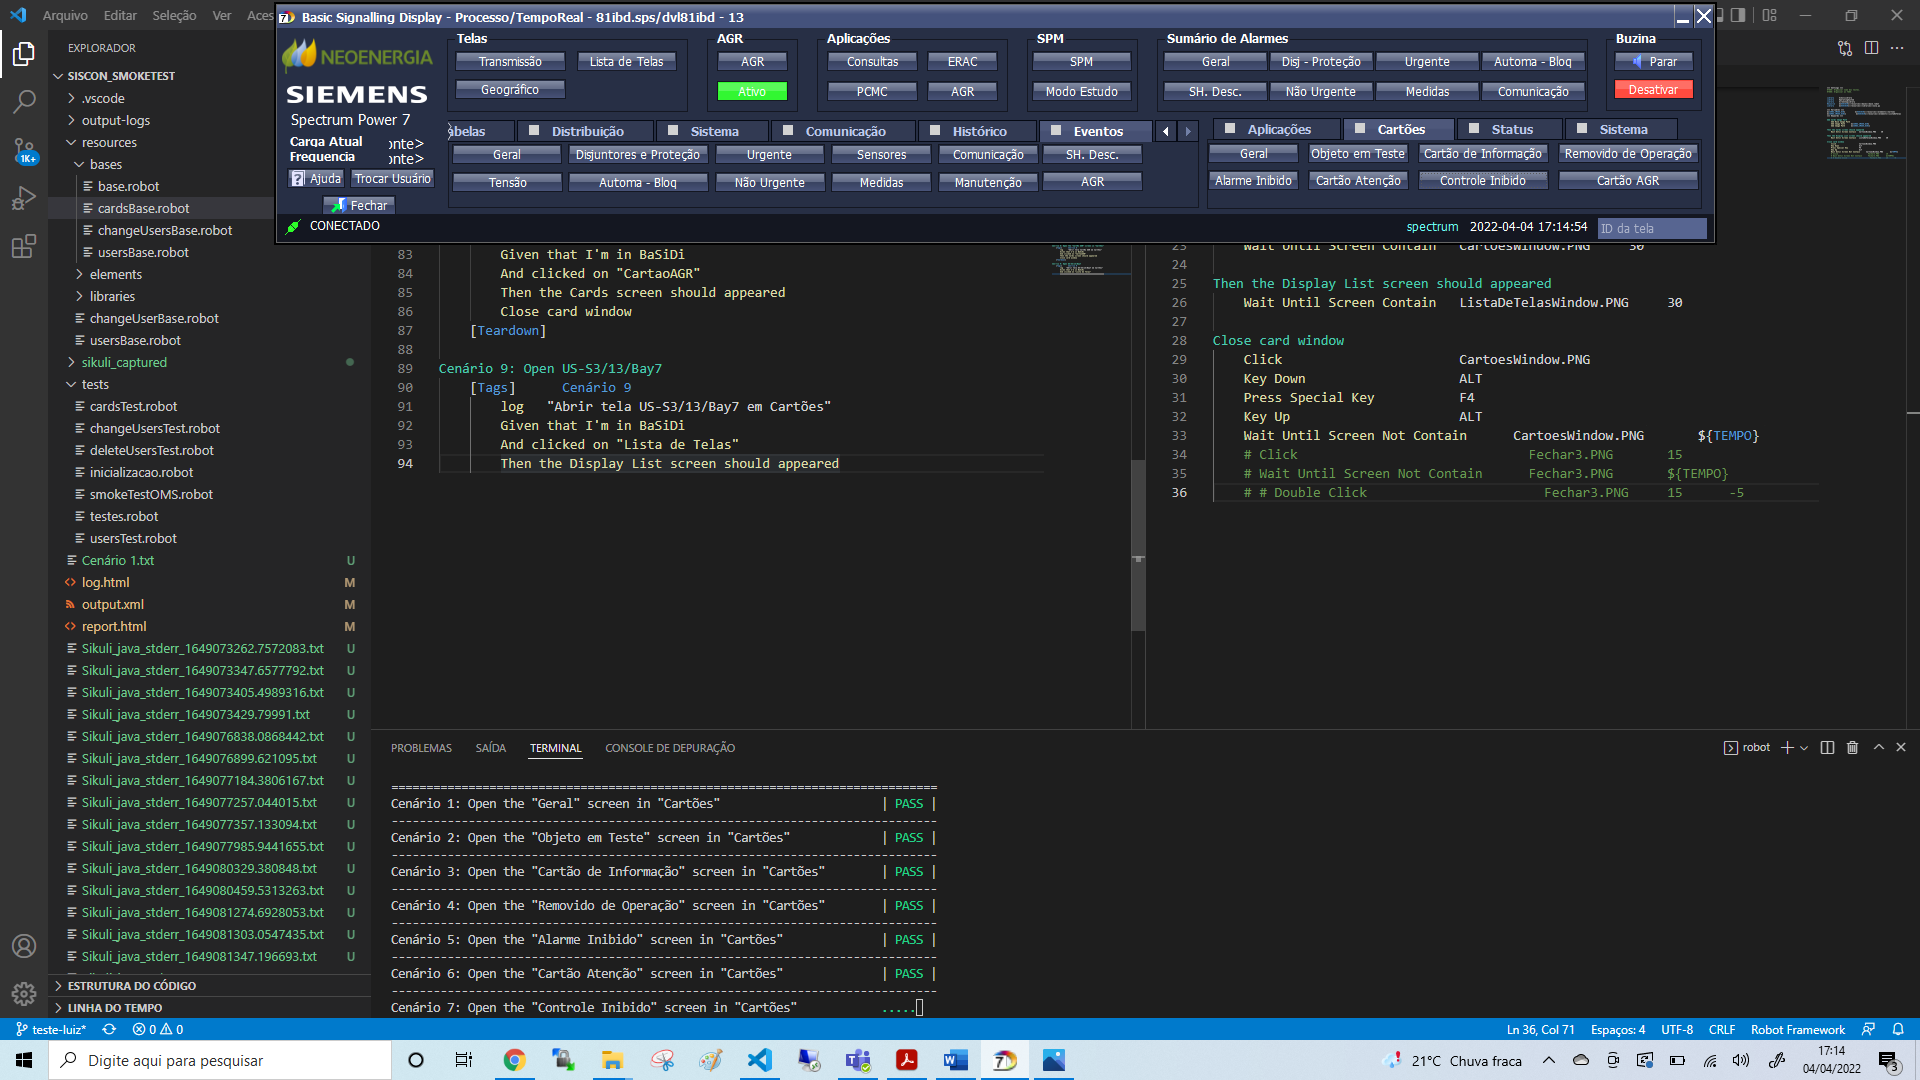 Arquivo Editar Seleção Ver Aces
Basic Signalling Display - Processo/TempoReal - 81ibd.sps/dvl81ibd - 13
NEOENERGIA
SIEMENS
Spectrum Power 7
Carga Atual onte>
Frequencia onte>
Ajuda Trocar Usuário
Fechar
Telas
Transmissão Lista de Telas
Geográfico
AGR
AGR
Ativo
Aplicações
Consultas ERAC
PCMC AGR
SPM
SPM
Modo Estudo
Sumário de Alarmes
Geral Disj - Proteção Urgente Automa - Bloq
SH. Desc. Não Urgente Medidas Comunicação
Buzina
Parar
Desativar
abelas Distribuição Sistema Comunicação Histórico Eventos
Geral Disjuntores e Proteção Urgente Sensores Comunicação SH. Desc.
Tensão Automa - Bloq Não Urgente Medidas Manutenção AGR
Aplicações Cartões Status Sistema
Geral Objeto em Teste Cartão de Informação Removido de Operação
Alarme Inibido Cartão Atenção Controle Inibido Cartão AGR
CONECTADO
spectrum 2022-04-04 17:14:54 ID da tela
EXPLORADOR
SISCON_SMOKETEST
.vscode
output-logs
resources
bases
base.robot
cardsBase.robot
changeUsersBase.robot
usersBase.robot
elements
libraries
changeUserBase.robot
usersBase.robot
sikuli_captured
tests
cardsTest.robot
changeUsersTest.robot
deleteUsersTest.robot
inicializacao.robot
smokeTestOMS.robot
testes.robot
usersTest.robot
Cenário 1.txt U
log.html M
output.xml M
report.html M
Sikuli_java_stderr_1649073262.7572083.txt U
Sikuli_java_stderr_1649073347.6577792.txt U
Sikuli_java_stderr_1649073405.4989316.txt U
Sikuli_java_stderr_1649073429.79991.txt U
Sikuli_java_stderr_1649076838.0868442.txt U
Sikuli_java_stderr_1649076899.621095.txt U
Sikuli_java_stderr_1649077184.3806167.txt U
Sikuli_java_stderr_1649077257.044015.txt U
Sikuli_java_stderr_1649077357.133094.txt U
Sikuli_java_stderr_1649077985.9441655.txt U
Sikuli_java_stderr_1649080329.380848.txt U
Sikuli_java_stderr_1649080459.5313263.txt U
Sikuli_java_stderr_1649081274.6928053.txt U
Sikuli_java_stderr_1649081303.0547435.txt U
Sikuli_java_stderr_1649081347.196693.txt U
ESTRUTURA DO CÓDIGO
LINHA DO TEMPO
1K+
83 Given that I'm in BaSiDi
84 And clicked on "CartaoAGR"
85 Then the Cards screen should appeared
86 Close card window
87 [Teardown]
88
89 Cenário 9: Open US-S3/13/Bay7
90 [Tags] Cenário 9
91 log "Abrir tela US-S3/13/Bay7 em Cartões"
92 Given that I'm in BaSiDi
93 And clicked on "Lista de Telas"
94 Then the Display List screen should appeared
23 Wait Until Screen Contain CartoesWindow.PNG 30
24
25 Then the Display List screen should appeared
26 Wait Until Screen Contain ListaDeTelasWindow.PNG 30
27
28 Close card window
29 Click CartoesWindow.PNG
30 Key Down ALT
31 Press Special Key F4
32 Key Up ALT
33 Wait Until Screen Not Contain CartoesWindow.PNG ${TEMPO}
34 # Click Fechar3.PNG 15
35 # Wait Until Screen Not Contain Fechar3.PNG ${TEMPO}
36 # # Double Click Fechar3.PNG 15 -5
PROBLEMAS SAÍDA TERMINAL CONSOLE DE DEPURAÇÃO
robot
==============================================================================
Cenário 1: Open the "Geral" screen in "Cartões" | PASS |
------------------------------------------------------------------------------
Cenário 2: Open the "Objeto em Teste" screen in "Cartões" | PASS |
------------------------------------------------------------------------------
Cenário 3: Open the "Cartão de Informação" screen in "Cartões" | PASS |
------------------------------------------------------------------------------
Cenário 4: Open the "Removido de Operação" screen in "Cartões" | PASS |
------------------------------------------------------------------------------
Cenário 5: Open the "Alarme Inibido" screen in "Cartões" | PASS |
------------------------------------------------------------------------------
Cenário 6: Open the "Cartão Atenção" screen in "Cartões" | PASS |
------------------------------------------------------------------------------
Cenário 7: Open the "Controle Inibido" screen in "Cartões" .....
teste-luiz* 0 0
Ln 36, Col 71 Espaços: 4 UTF-8 CRLF Robot Framework
Digite aqui para pesquisar
21°C Chuva fraca
17:14
04/04/2022
3